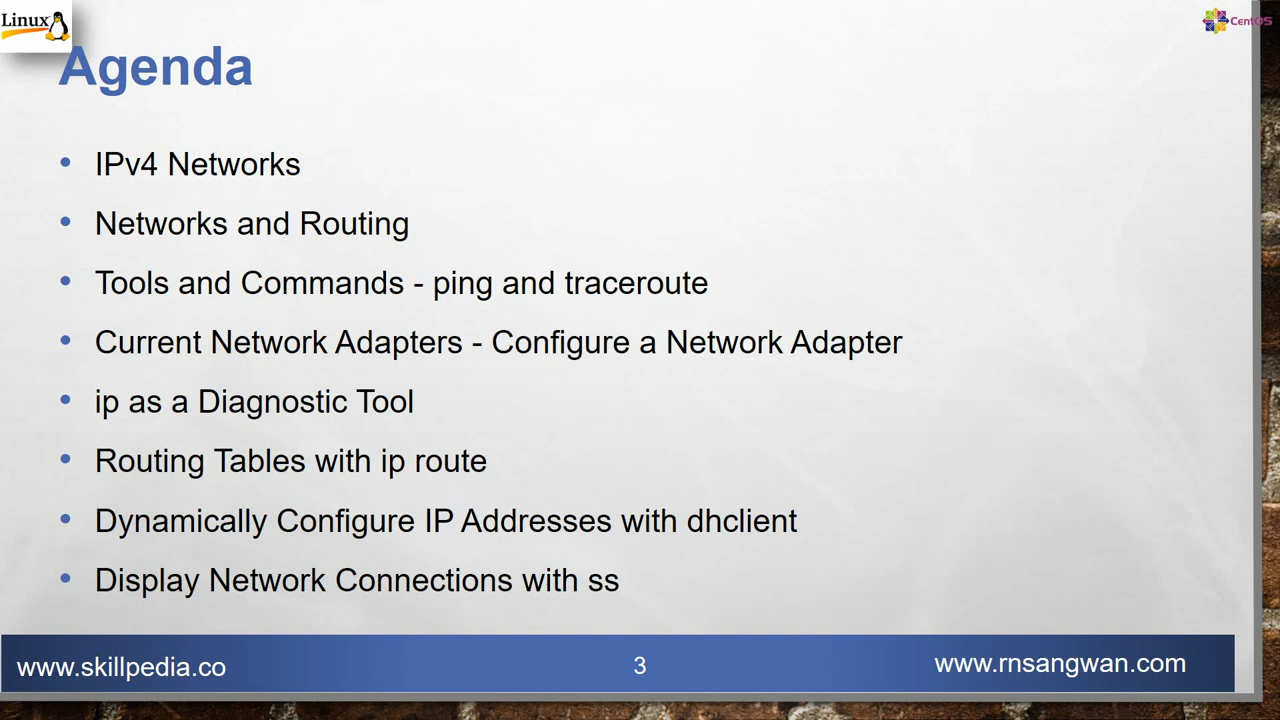 Linux
CentOS
Agenda
• IPv4 Networks
• Networks and Routing
• Tools and Commands - ping and traceroute
• Current Network Adapters - Configure a Network Adapter
• ip as a Diagnostic Tool
• Routing Tables with ip route
• Dynamically Configure IP Addresses with dhclient
• Display Network Connections with ss
www.skillpedia.co
3
www.rnsangwan.com